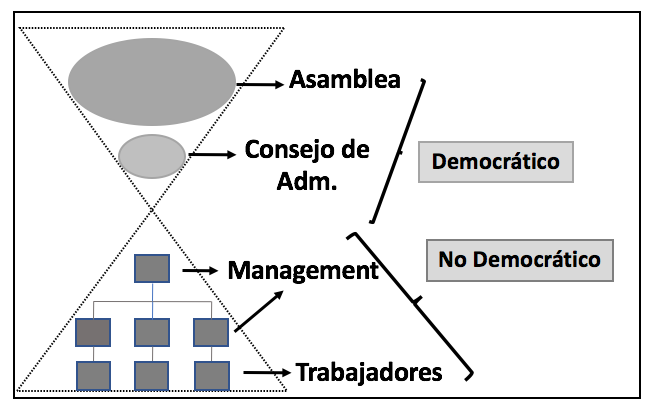 Asamblea
Consejo de
Adm.
Democrático
Management
No Democrático
Trabajadores